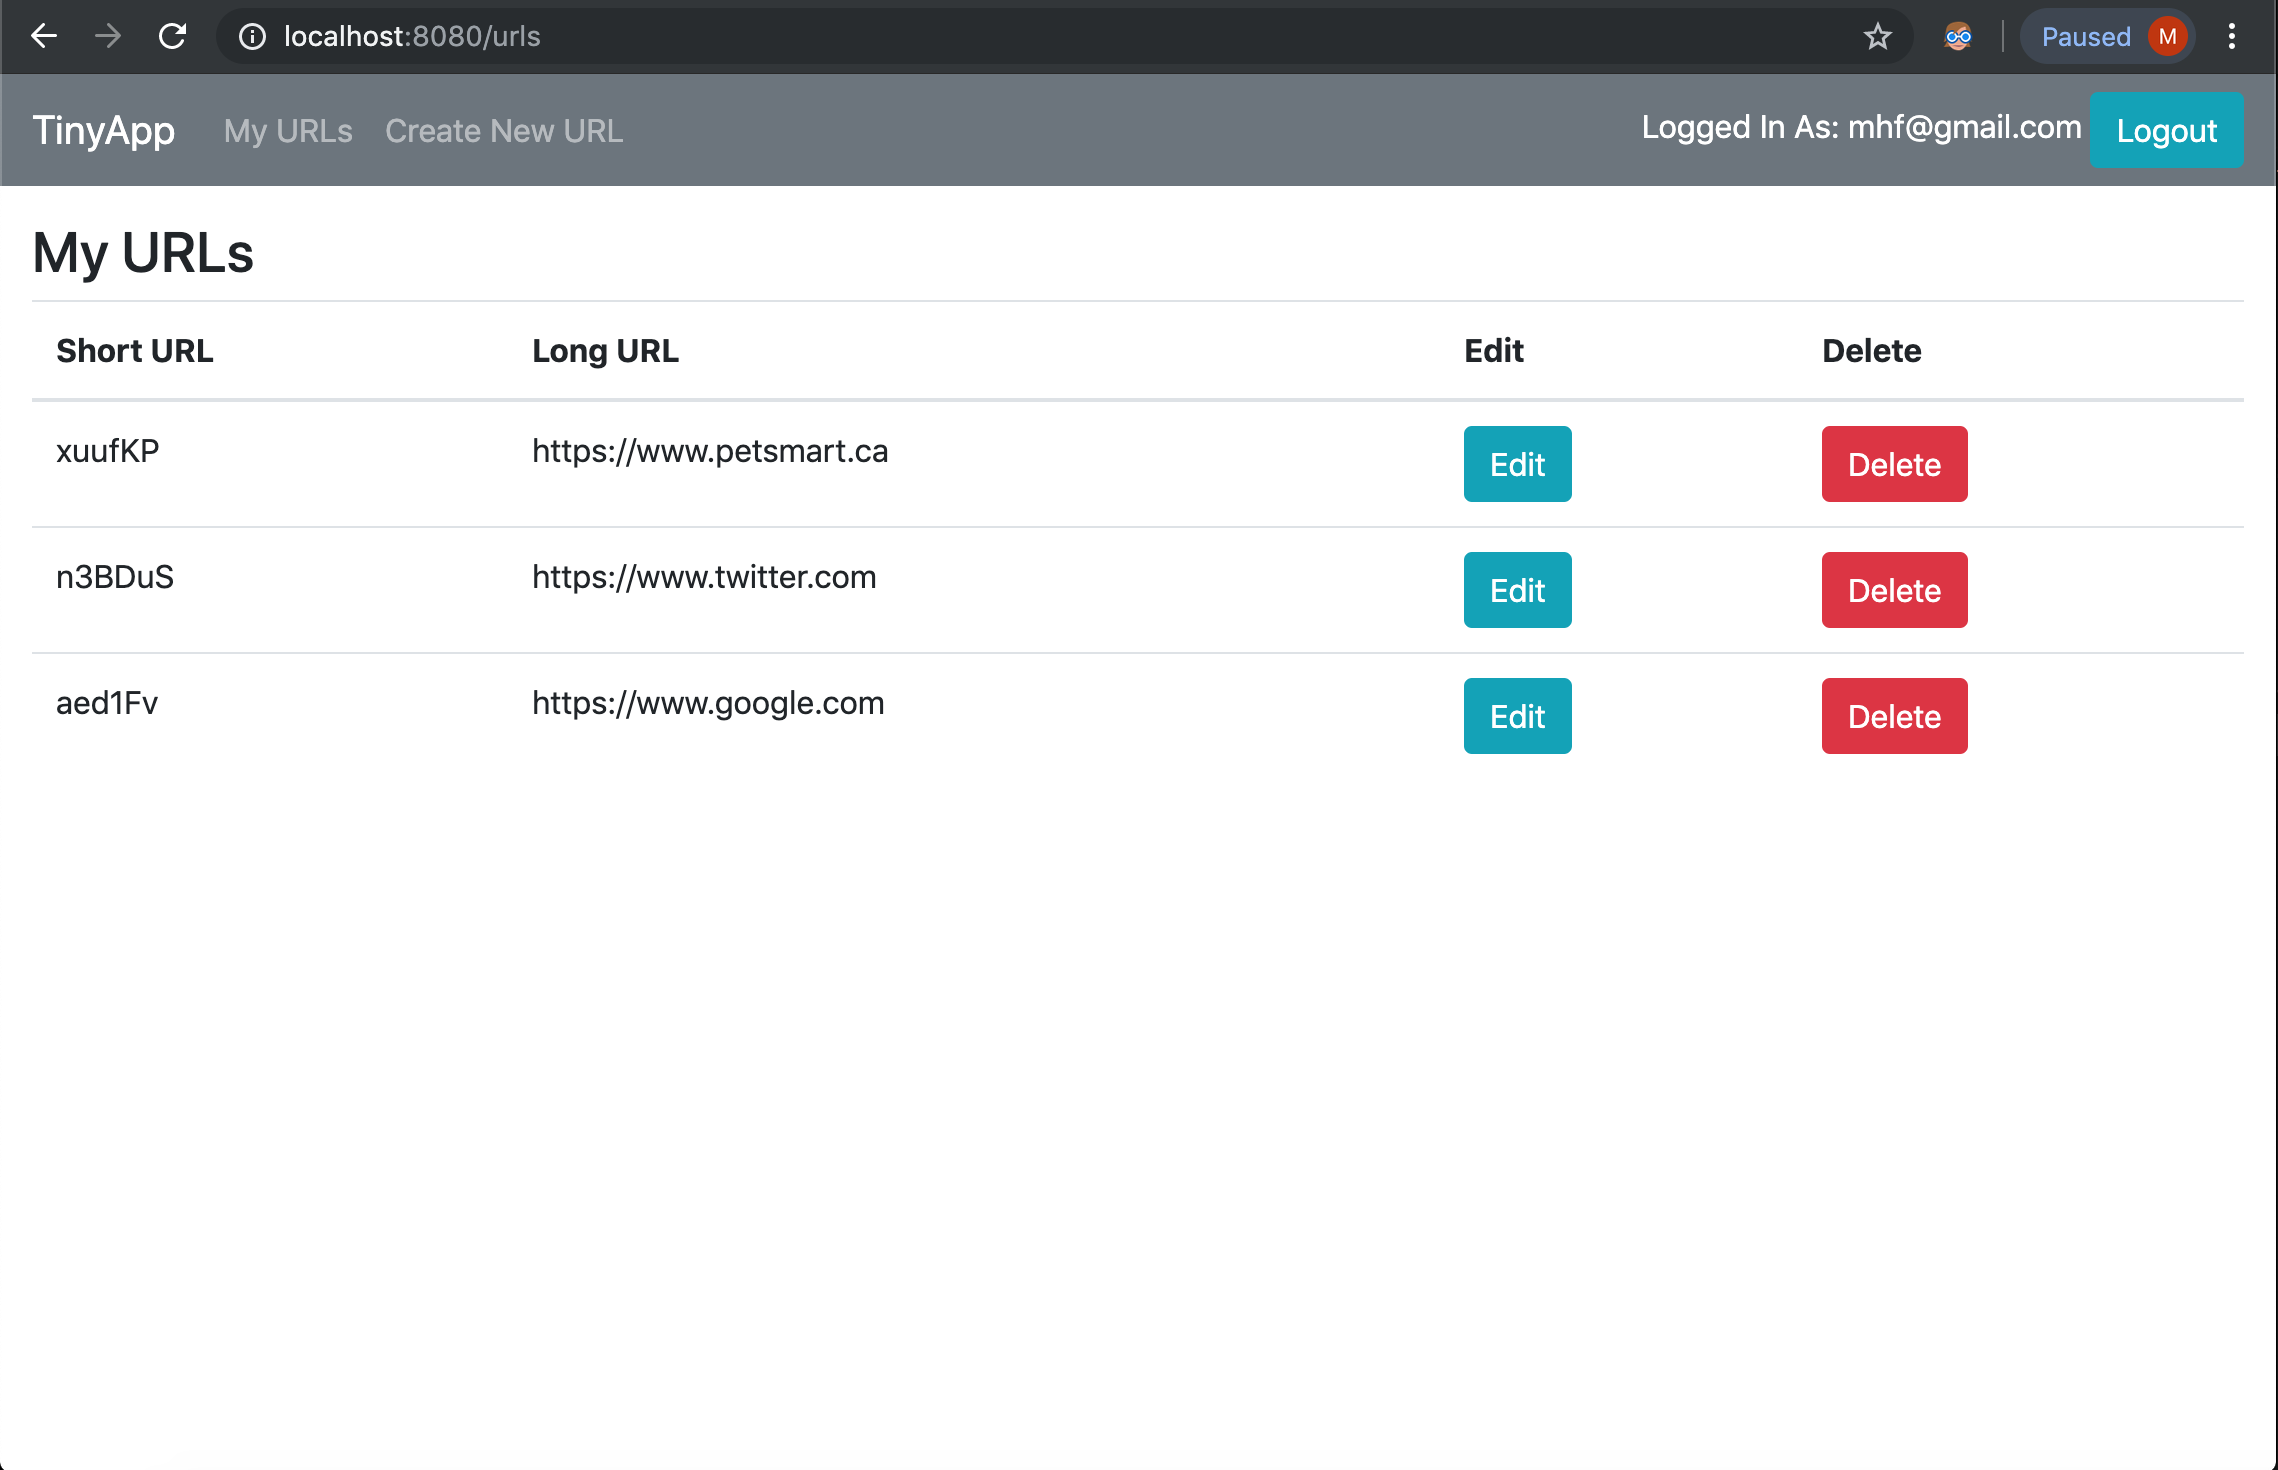 localhost:8080/urls
Paused M
TinyApp My URLs Create New URL Logged In As: mhf@gmail.com Logout
My URLs
Short URL Long URL Edit Delete
xuufKP https://www.petsmart.ca Edit Delete
n3BDuS https://www.twitter.com Edit Delete
aed1Fv https://www.google.com Edit Delete